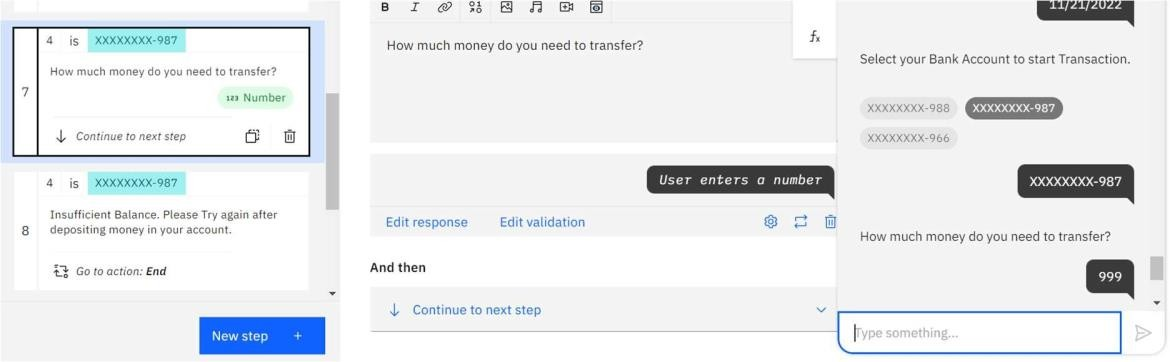 4 is XXXXXXXX-987
7
How much money do you need to transfer?
123 Number
Continue to next step
4 is XXXXXXXX-987
8
Insufficient Balance. Please Try again after
depositing money in your account.
Go to action: End
New step +
B I
fx
How much money do you need to transfer?
User enters a number
Edit response Edit validation
And then
Continue to next step
11/21/2022
Select your Bank Account to start Transaction.
XXXXXXXX-988 XXXXXXXX-987
XXXXXXXX-966
XXXXXXXX-987
How much money do you need to transfer?
999
Type something...